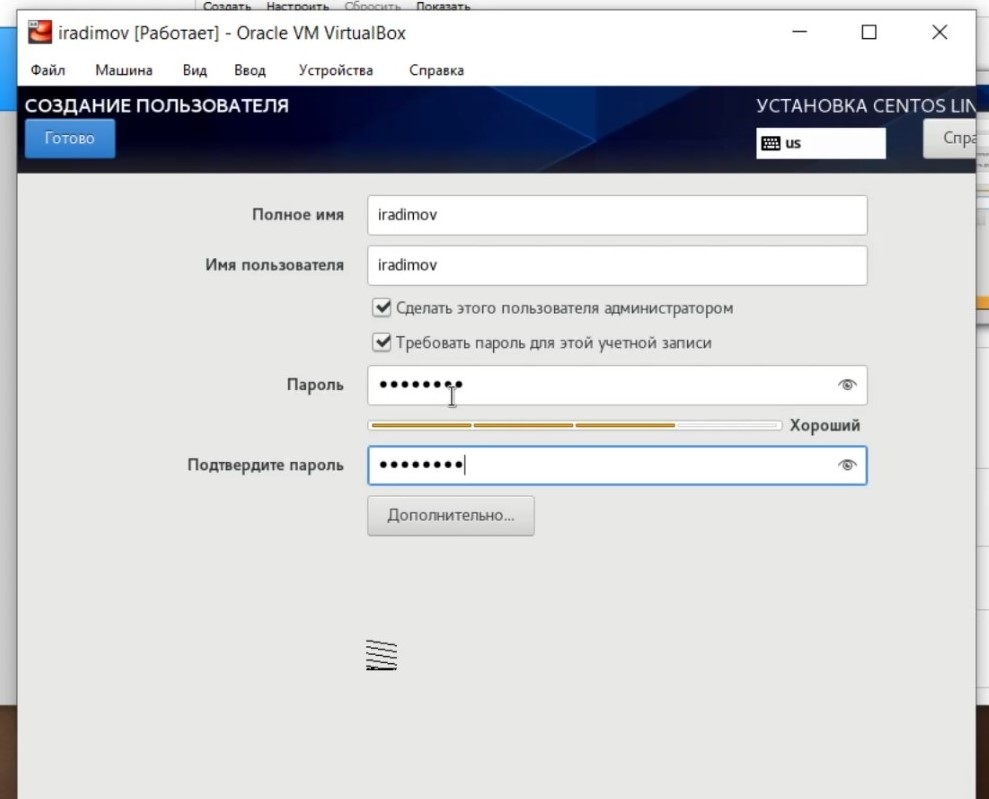 Создать Настроить Сбросить Показать
iradimov [Работает] - Oracle VM VirtualBox
Файл Машина Вид Ввод Устройства Справка
СОЗДАНИЕ ПОЛЬЗОВАТЕЛЯ
УСТАНОВКА CENTOS LIN
Готово
us
Спра
Полное имя
iradimov
Имя пользователя
iradimov
Сделать этого пользователя администратором
Требовать пароль для этой учетной записи
Пароль
••••••••
Хороший
Подтвердите пароль
••••••••
Дополнительно...